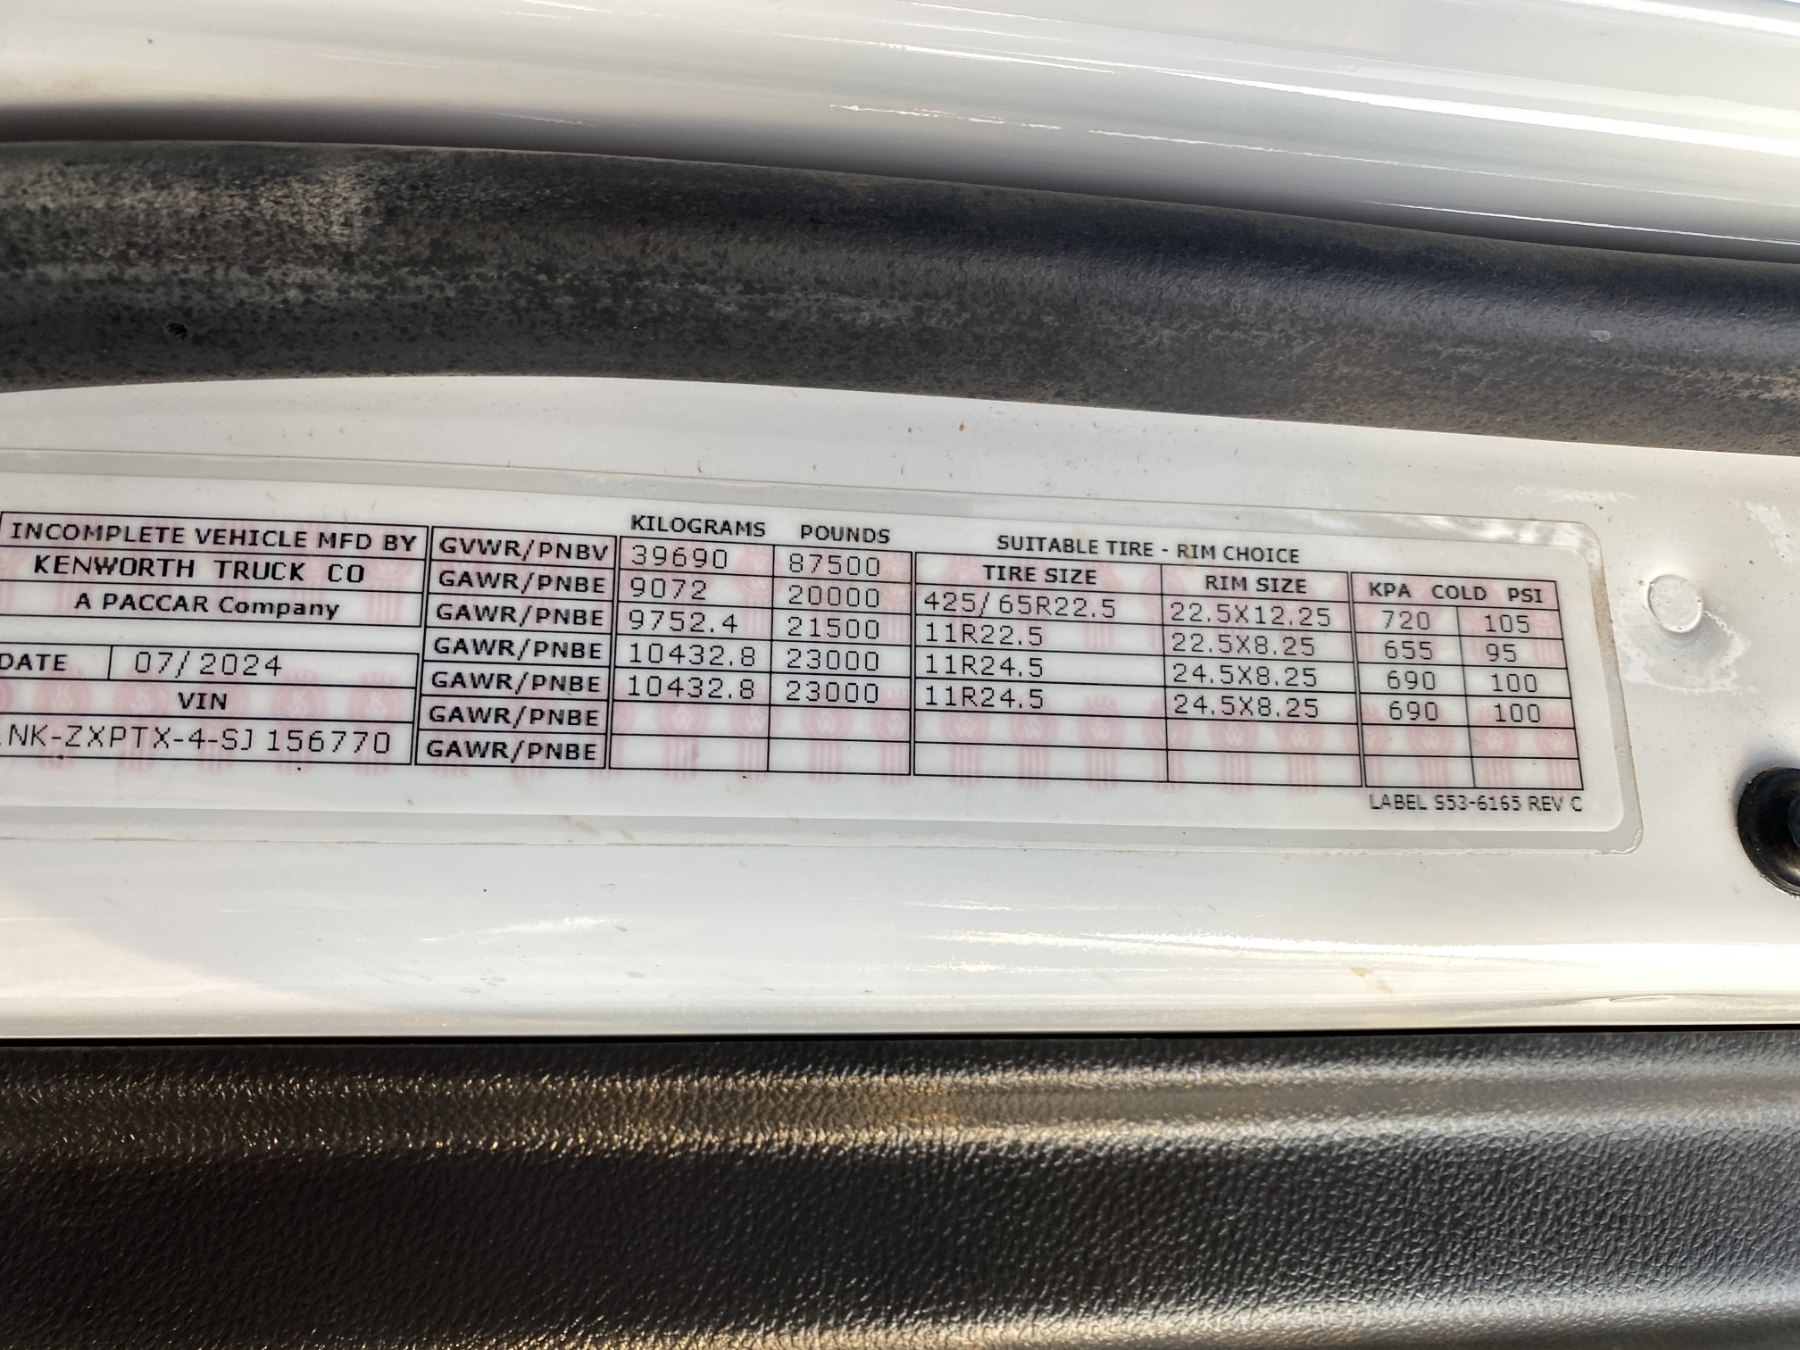 KILOGRAMS POUNDS SUITABLE TIRE - RIM CHOICE
INCOMPLETE VEHICLE MFD BY
KENWORTH TRUCK CO
A PACCAR Company
DATE 07/2024
VIN
1NK-ZXPTX-4-SJ156770
GVWR/PNBV 39690 87500 TIRE SIZE RIM SIZE KPA COLD PSI
GAWR/PNBE 9072 20000 425/65R22.5 22.5X12.25 720 105
GAWR/PNBE 9752.4 21500 11R22.5 22.5X8.25 655 95
GAWR/PNBE 10432.8 23000 11R24.5 24.5X8.25 690 100
GAWR/PNBE 10432.8 23000 11R24.5 24.5X8.25 690 100
GAWR/PNBE
GAWR/PNBE
LABEL S53-6165 REV C